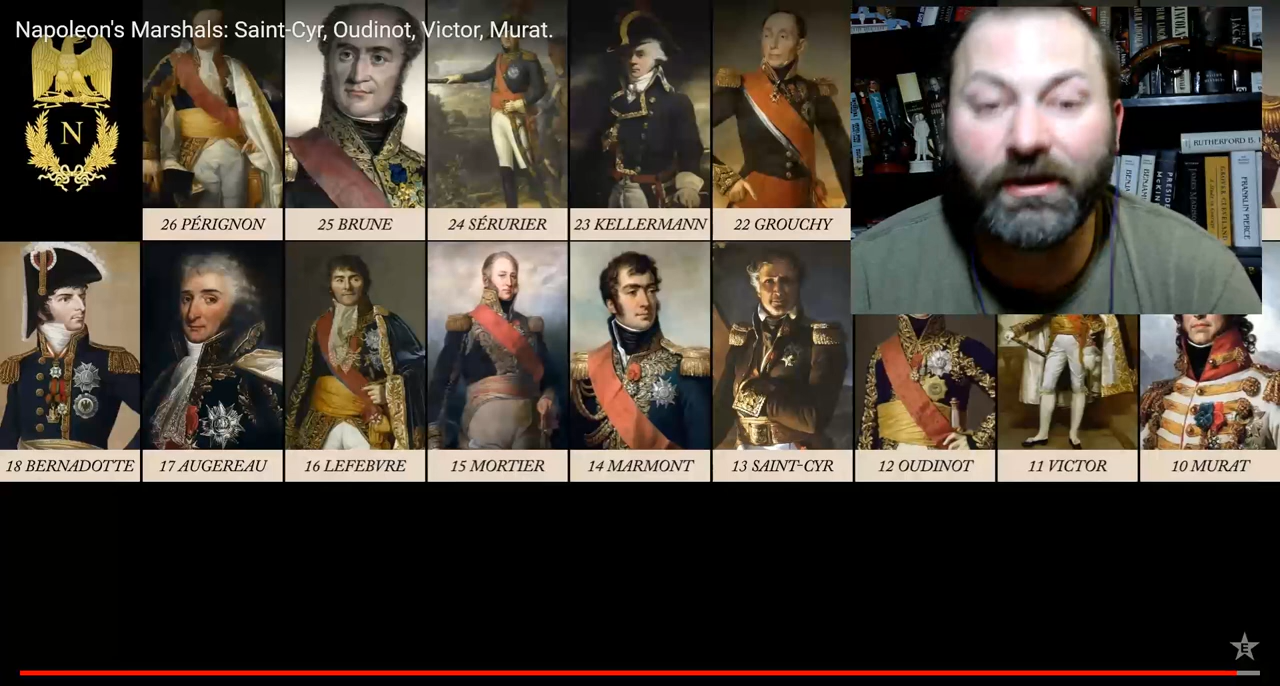 Napoleon's Marshals: Saint-Cyr, Oudinot, Victor, Murat.
N
26 PÉRIGNON
25 BRUNE
24 SÉRURIER
23 KELLERMANN
22 GROUCHY
RUTHERFORD B.
JAMES MADISON
GROVER CLEVELAND
FRANKLIN PIERCE
18 BERNADOTTE
17 AUGEREAU
16 LEFEBVRE
15 MORTIER
14 MARMONT
13 SAINT-CYR
12 OUDINOT
11 VICTOR
10 MURAT
E